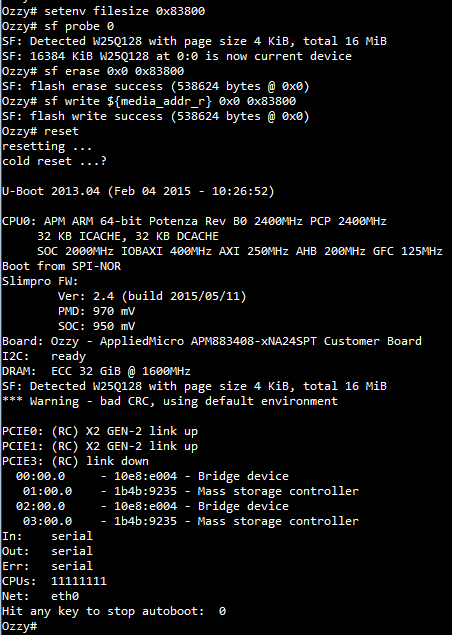 Ozzy# setenv filesize 0x83800
Ozzy# sf probe 0
SF: Detected W25Q128 with page size 4 KiB, total 16 MiB
SF: 16384 KiB W25Q128 at 0:0 is now current device
Ozzy# sf erase 0x0 0x83800
SF: flash erase success (538624 bytes @ 0x0)
Ozzy# sf write ${media_addr_r} 0x0 0x83800
SF: flash write success (538624 bytes @ 0x0)
Ozzy# reset
resetting ...
cold reset ...?
U-Boot 2013.04 (Feb 04 2015 - 10:26:52)
CPU0: APM ARM 64-bit Potenza Rev B0 2400MHz PCP 2400MHz
32 KB ICACHE, 32 KB DCACHE
SOC 2000MHz IOBAXI 400MHz AXI 250MHz AHB 200MHz GFC 125MHz
Boot from SPI-NOR
Slimpro FW:
Ver: 2.4 (build 2015/05/11)
PMD: 970 mV
SOC: 950 mV
Board: Ozzy - AppliedMicro APM883408-xNA24SPT Customer Board
I2C: ready
DRAM: ECC 32 GiB @ 1600MHz
SF: Detected W25Q128 with page size 4 KiB, total 16 MiB
*** Warning - bad CRC, using default environment
PCIE0: (RC) X2 GEN-2 link up
PCIE1: (RC) X2 GEN-2 link up
PCIE3: (RC) link down
00:00.0 - 10e8:e004 - Bridge device
01:00.0 - 1b4b:9235 - Mass storage controller
02:00.0 - 10e8:e004 - Bridge device
03:00.0 - 1b4b:9235 - Mass storage controller
In: serial
Out: serial
Err: serial
CPUs: 11111111
Net: eth0
Hit any key to stop autoboot: 0
Ozzy#